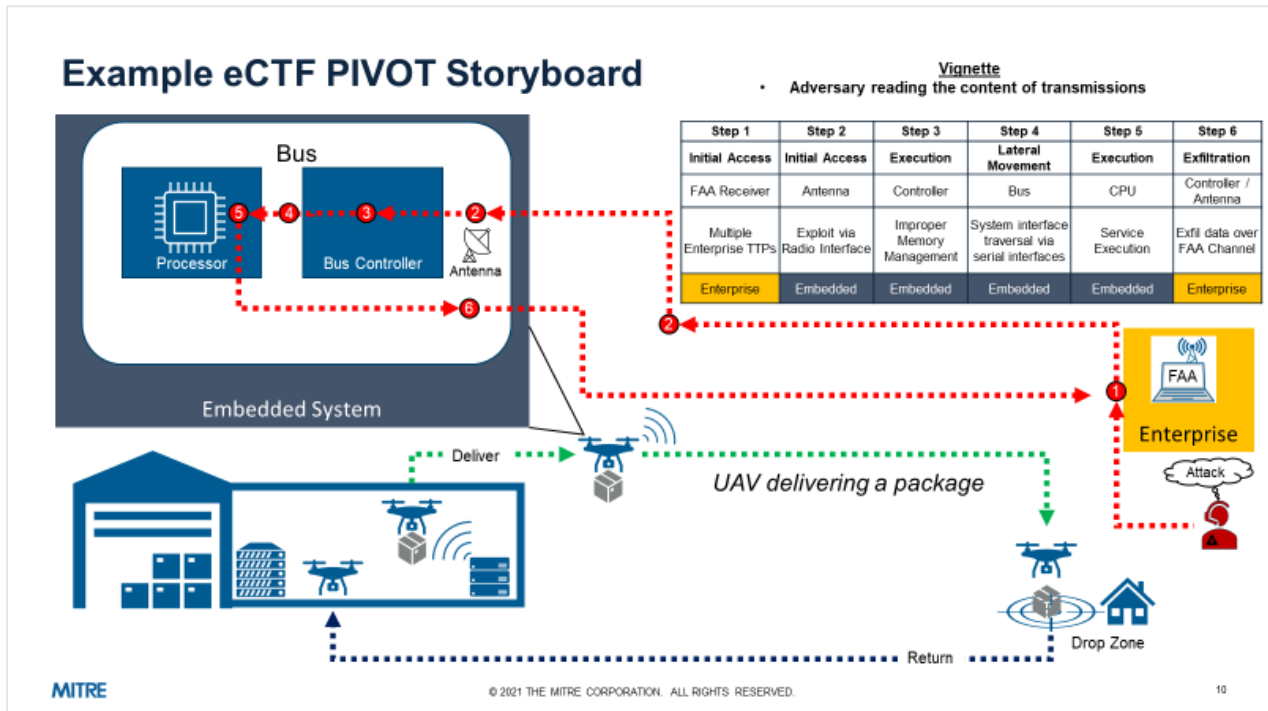 Example eCTF PIVOT Storyboard
Vignette
• Adversary reading the content of transmissions
Step 1 Step 2 Step 3 Step 4 Step 5 Step 6
Initial Access Initial Access Execution Lateral Movement Execution Exfiltration
FAA Receiver Antenna Controller Bus CPU Controller / Antenna
Multiple Enterprise TTPs Exploit via Radio Interface Improper Memory Management System interface traversal via serial interfaces Service Execution Exfil data over FAA Channel
Enterprise Embedded Embedded Embedded Embedded Enterprise
Bus
5 4 3 2
Processor
Bus Controller
Antenna
6
2
Embedded System
1
FAA
Enterprise
Attack
Deliver
UAV delivering a package
Drop Zone
Return
MITRE
© 2021 THE MITRE CORPORATION. ALL RIGHTS RESERVED.
10